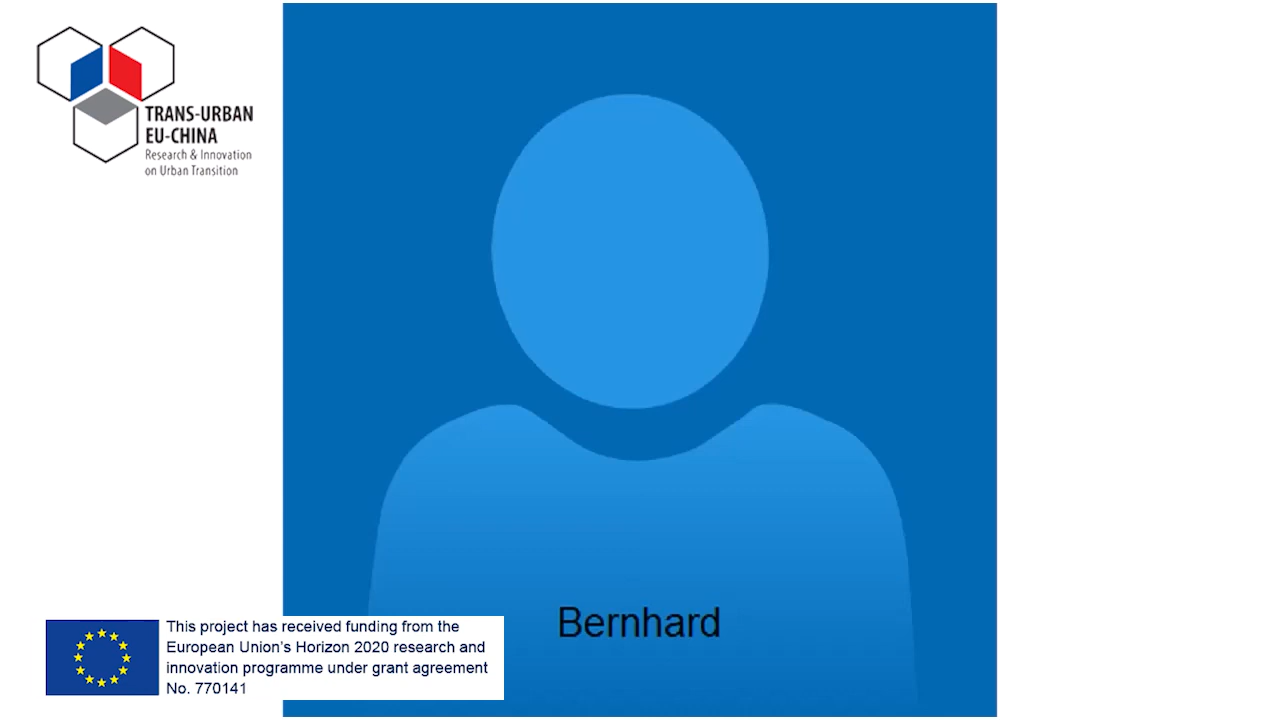 TRANS-URBAN
EU-CHINA
Research & Innovation
on Urban Transition
Bernhard
This project has received funding from the
European Union's Horizon 2020 research and
innovation programme under grant agreement
No. 770141